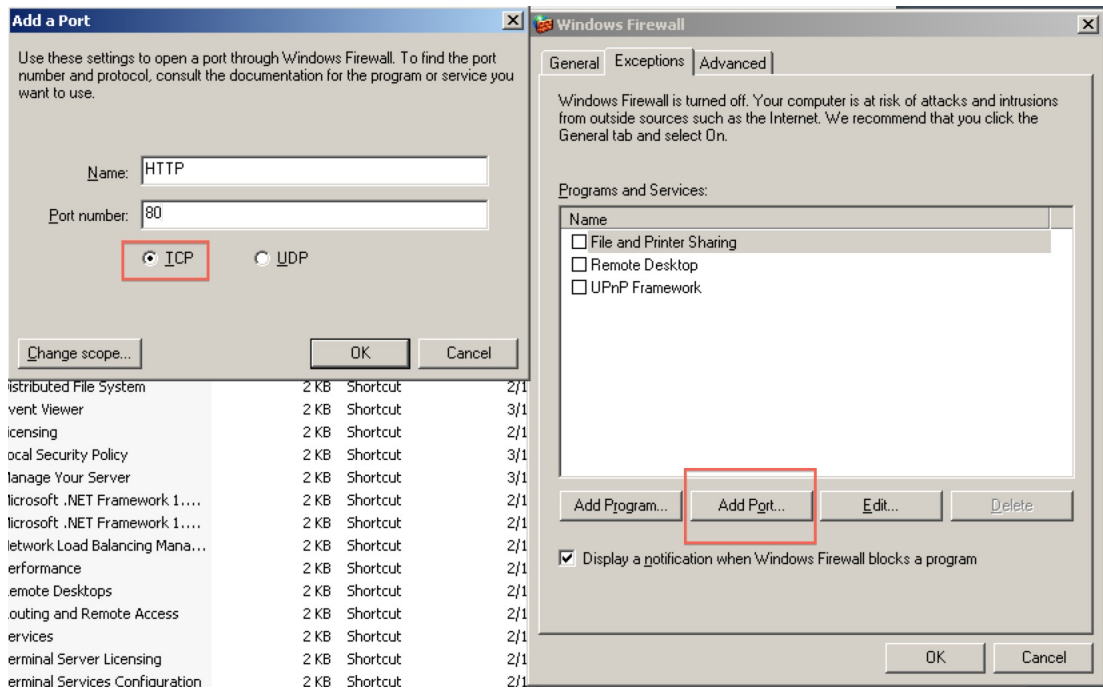 Add a Port
Use these settings to open a port through Windows Firewall. To find the port
number and protocol, consult the documentation for the program or service you
want to use.
Name: HTTP
Port number: 80
TCP UDP
Change scope... OK Cancel
istributed File System 2 KB Shortcut 2/1
vent Viewer 2 KB Shortcut 3/1
icensing 2 KB Shortcut 2/1
ocal Security Policy 2 KB Shortcut 3/1
lanage Your Server 2 KB Shortcut 3/1
licrosoft .NET Framework 1.... 2 KB Shortcut 2/1
licrosoft .NET Framework 1.... 2 KB Shortcut 2/1
letwork Load Balancing Mana... 2 KB Shortcut 2/1
erformance 2 KB Shortcut 2/1
emote Desktops 2 KB Shortcut 2/1
outing and Remote Access 2 KB Shortcut 2/1
ervices 2 KB Shortcut 2/1
erminal Server Licensing 2 KB Shortcut 2/1
erminal Services Configuration 2 KB Shortcut 2/1
Windows Firewall
General Exceptions Advanced
Windows Firewall is turned off. Your computer is at risk of attacks and intrusions
from outside sources such as the Internet. We recommend that you click the
General tab and select On.
Programs and Services:
Name
File and Printer Sharing
Remote Desktop
UPnP Framework
Add Program... Add Port... Edit... Delete
Display a notification when Windows Firewall blocks a program
OK Cancel